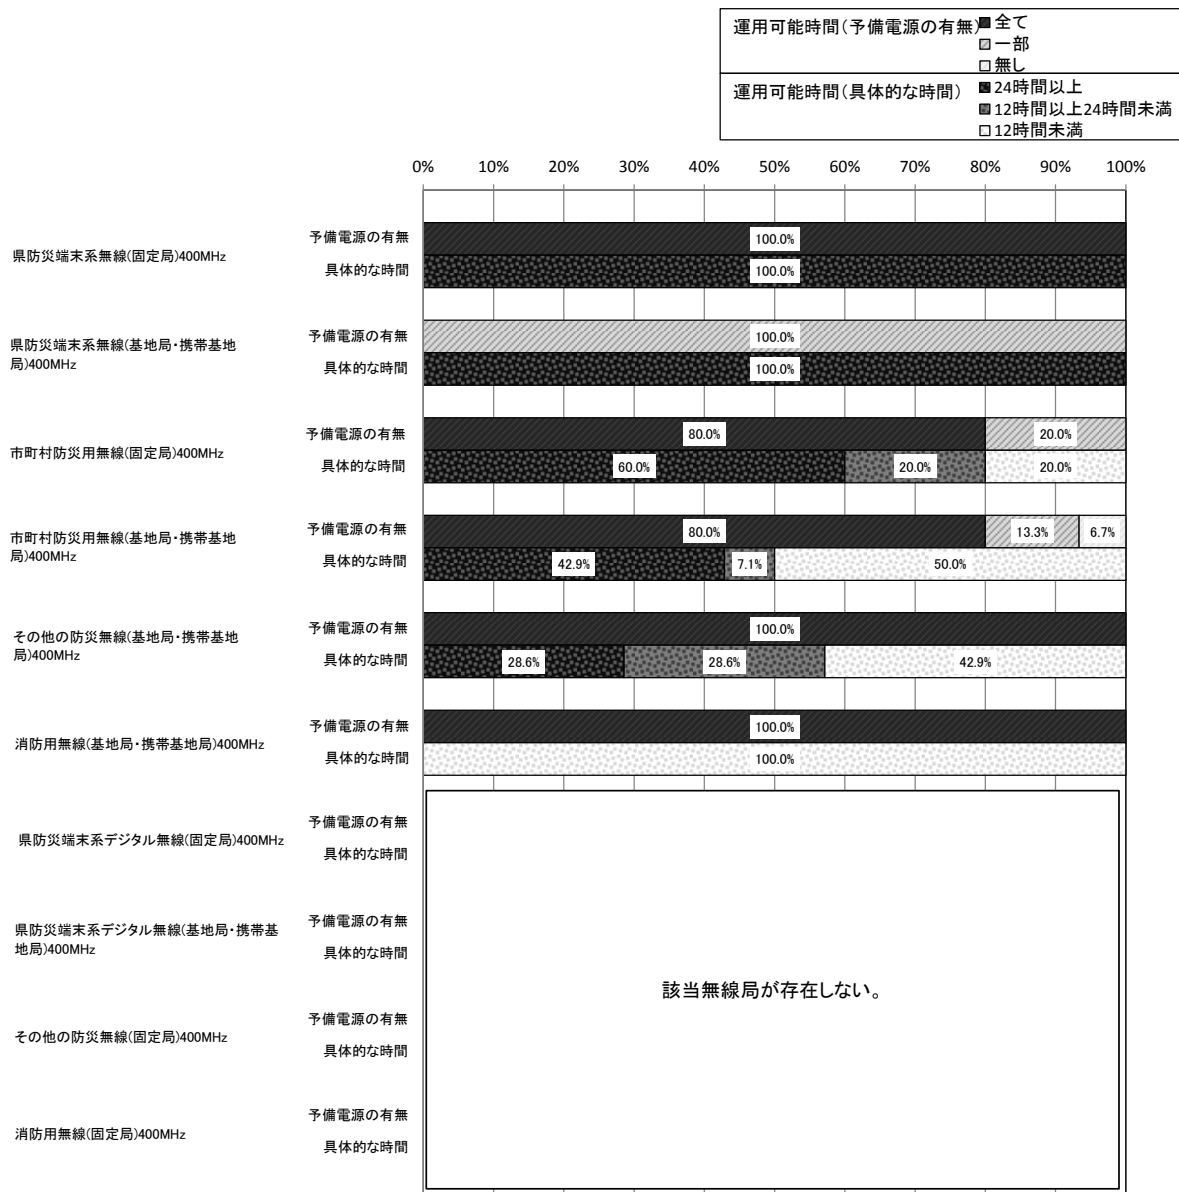 運用可能時間(予備電源の有無)
全て
一部
無し
運用可能時間(具体的な時間)
24時間以上
12時間以上24時間未満
12時間未満
0% 10% 20% 30% 40% 50% 60% 70% 80% 90% 100%
県防災端末系無線(固定局)400MHz
予備電源の有無
100.0%
具体的な時間
100.0%
県防災端末系無線(基地局・携帯基地
局)400MHz
予備電源の有無
100.0%
具体的な時間
100.0%
市町村防災用無線(固定局)400MHz
予備電源の有無
80.0% 20.0%
具体的な時間
60.0% 20.0% 20.0%
市町村防災用無線(基地局・携帯基地
局)400MHz
予備電源の有無
80.0% 13.3% 6.7%
具体的な時間
42.9% 7.1% 50.0%
その他の防災無線(基地局・携帯基地
局)400MHz
予備電源の有無
100.0%
具体的な時間
28.6% 28.6% 42.9%
消防用無線(基地局・携帯基地局)400MHz
予備電源の有無
100.0%
具体的な時間
100.0%
県防災端末系デジタル無線(固定局)400MHz
予備電源の有無
具体的な時間
県防災端末系デジタル無線(基地局・携帯基
地局)400MHz
予備電源の有無
具体的な時間
該当無線局が存在しない。
その他の防災無線(固定局)400MHz
予備電源の有無
具体的な時間
消防用無線(固定局)400MHz
予備電源の有無
具体的な時間